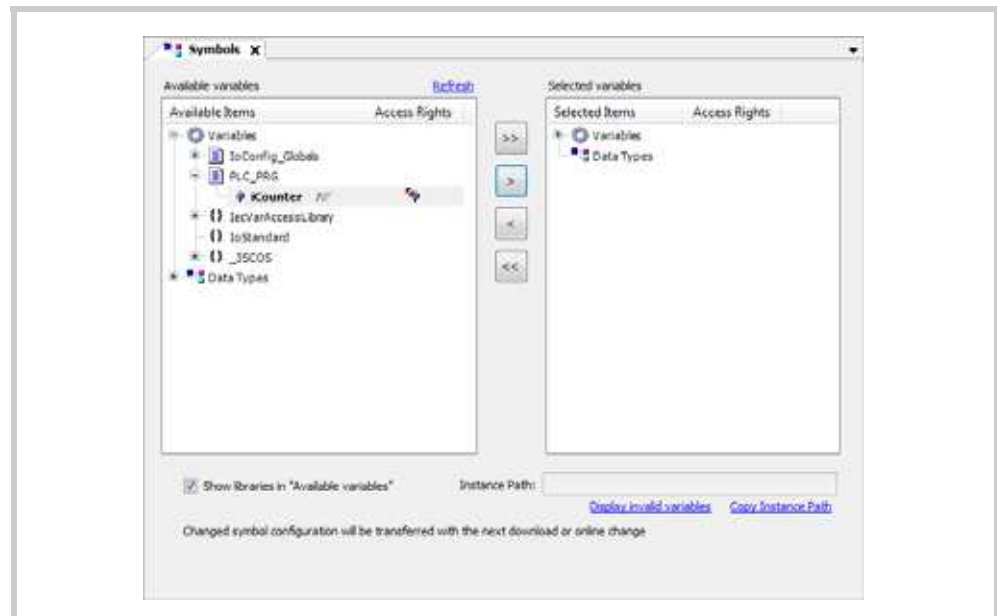 Symbols X
Available variables Refresh
Available Items Access Rights
Variables
IoConfig_Globals
PLC_PRG
iCounter
IecVarAccessLibrary
IoStandard
_3SCOS
Data Types
>>
>
<
<<
Selected variables
Selected Items Access Rights
Variables
Data Types
Show libraries in "Available variables"
Instance Path:
Display invalid variables Copy Instance Path
Changed symbol configuration will be transferred with the next download or online change